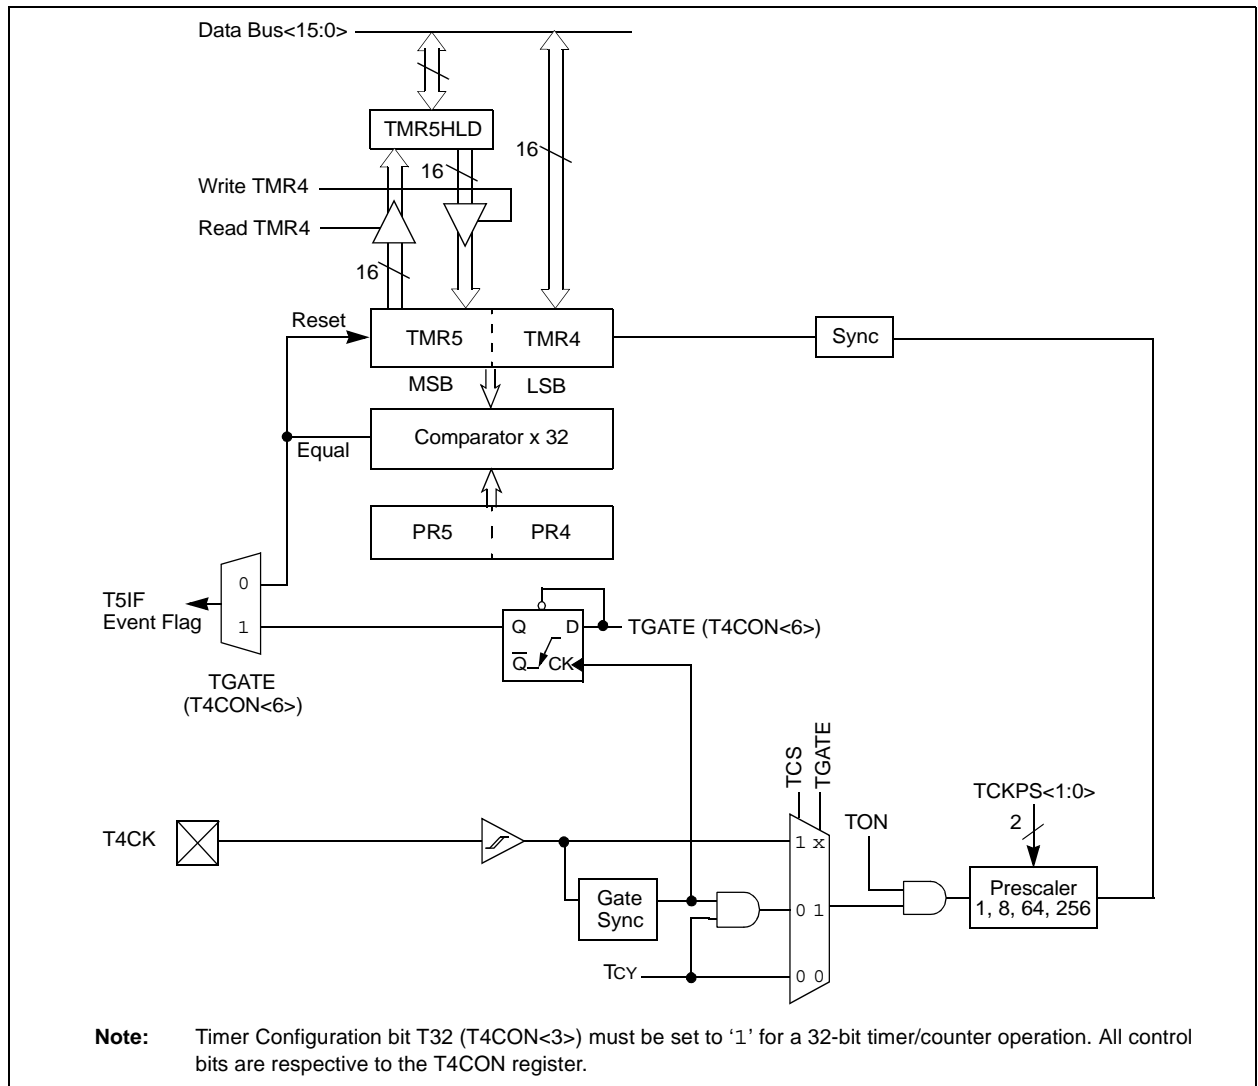 Data Bus<15:0>
TMR5HLD
16
16
Write TMR4
Read TMR4
16
Reset
TMR5
TMR4
Sync
MSB
LSB
Comparator x 32
Equal
PR5
PR4
0
1
T5IF
Event Flag
Q
D
TGATE (T4CON<6>)
Q
CK
TGATE
(T4CON<6>)
TCS
TGATE
TCKPS<1:0>
2
TON
T4CK
1 x
Prescaler
1, 8, 64, 256
Gate
Sync
0 1
TCY
0 0
Note: Timer Configuration bit T32 (T4CON<3>) must be set to ‘1’ for a 32-bit timer/counter operation. All control
bits are respective to the T4CON register.